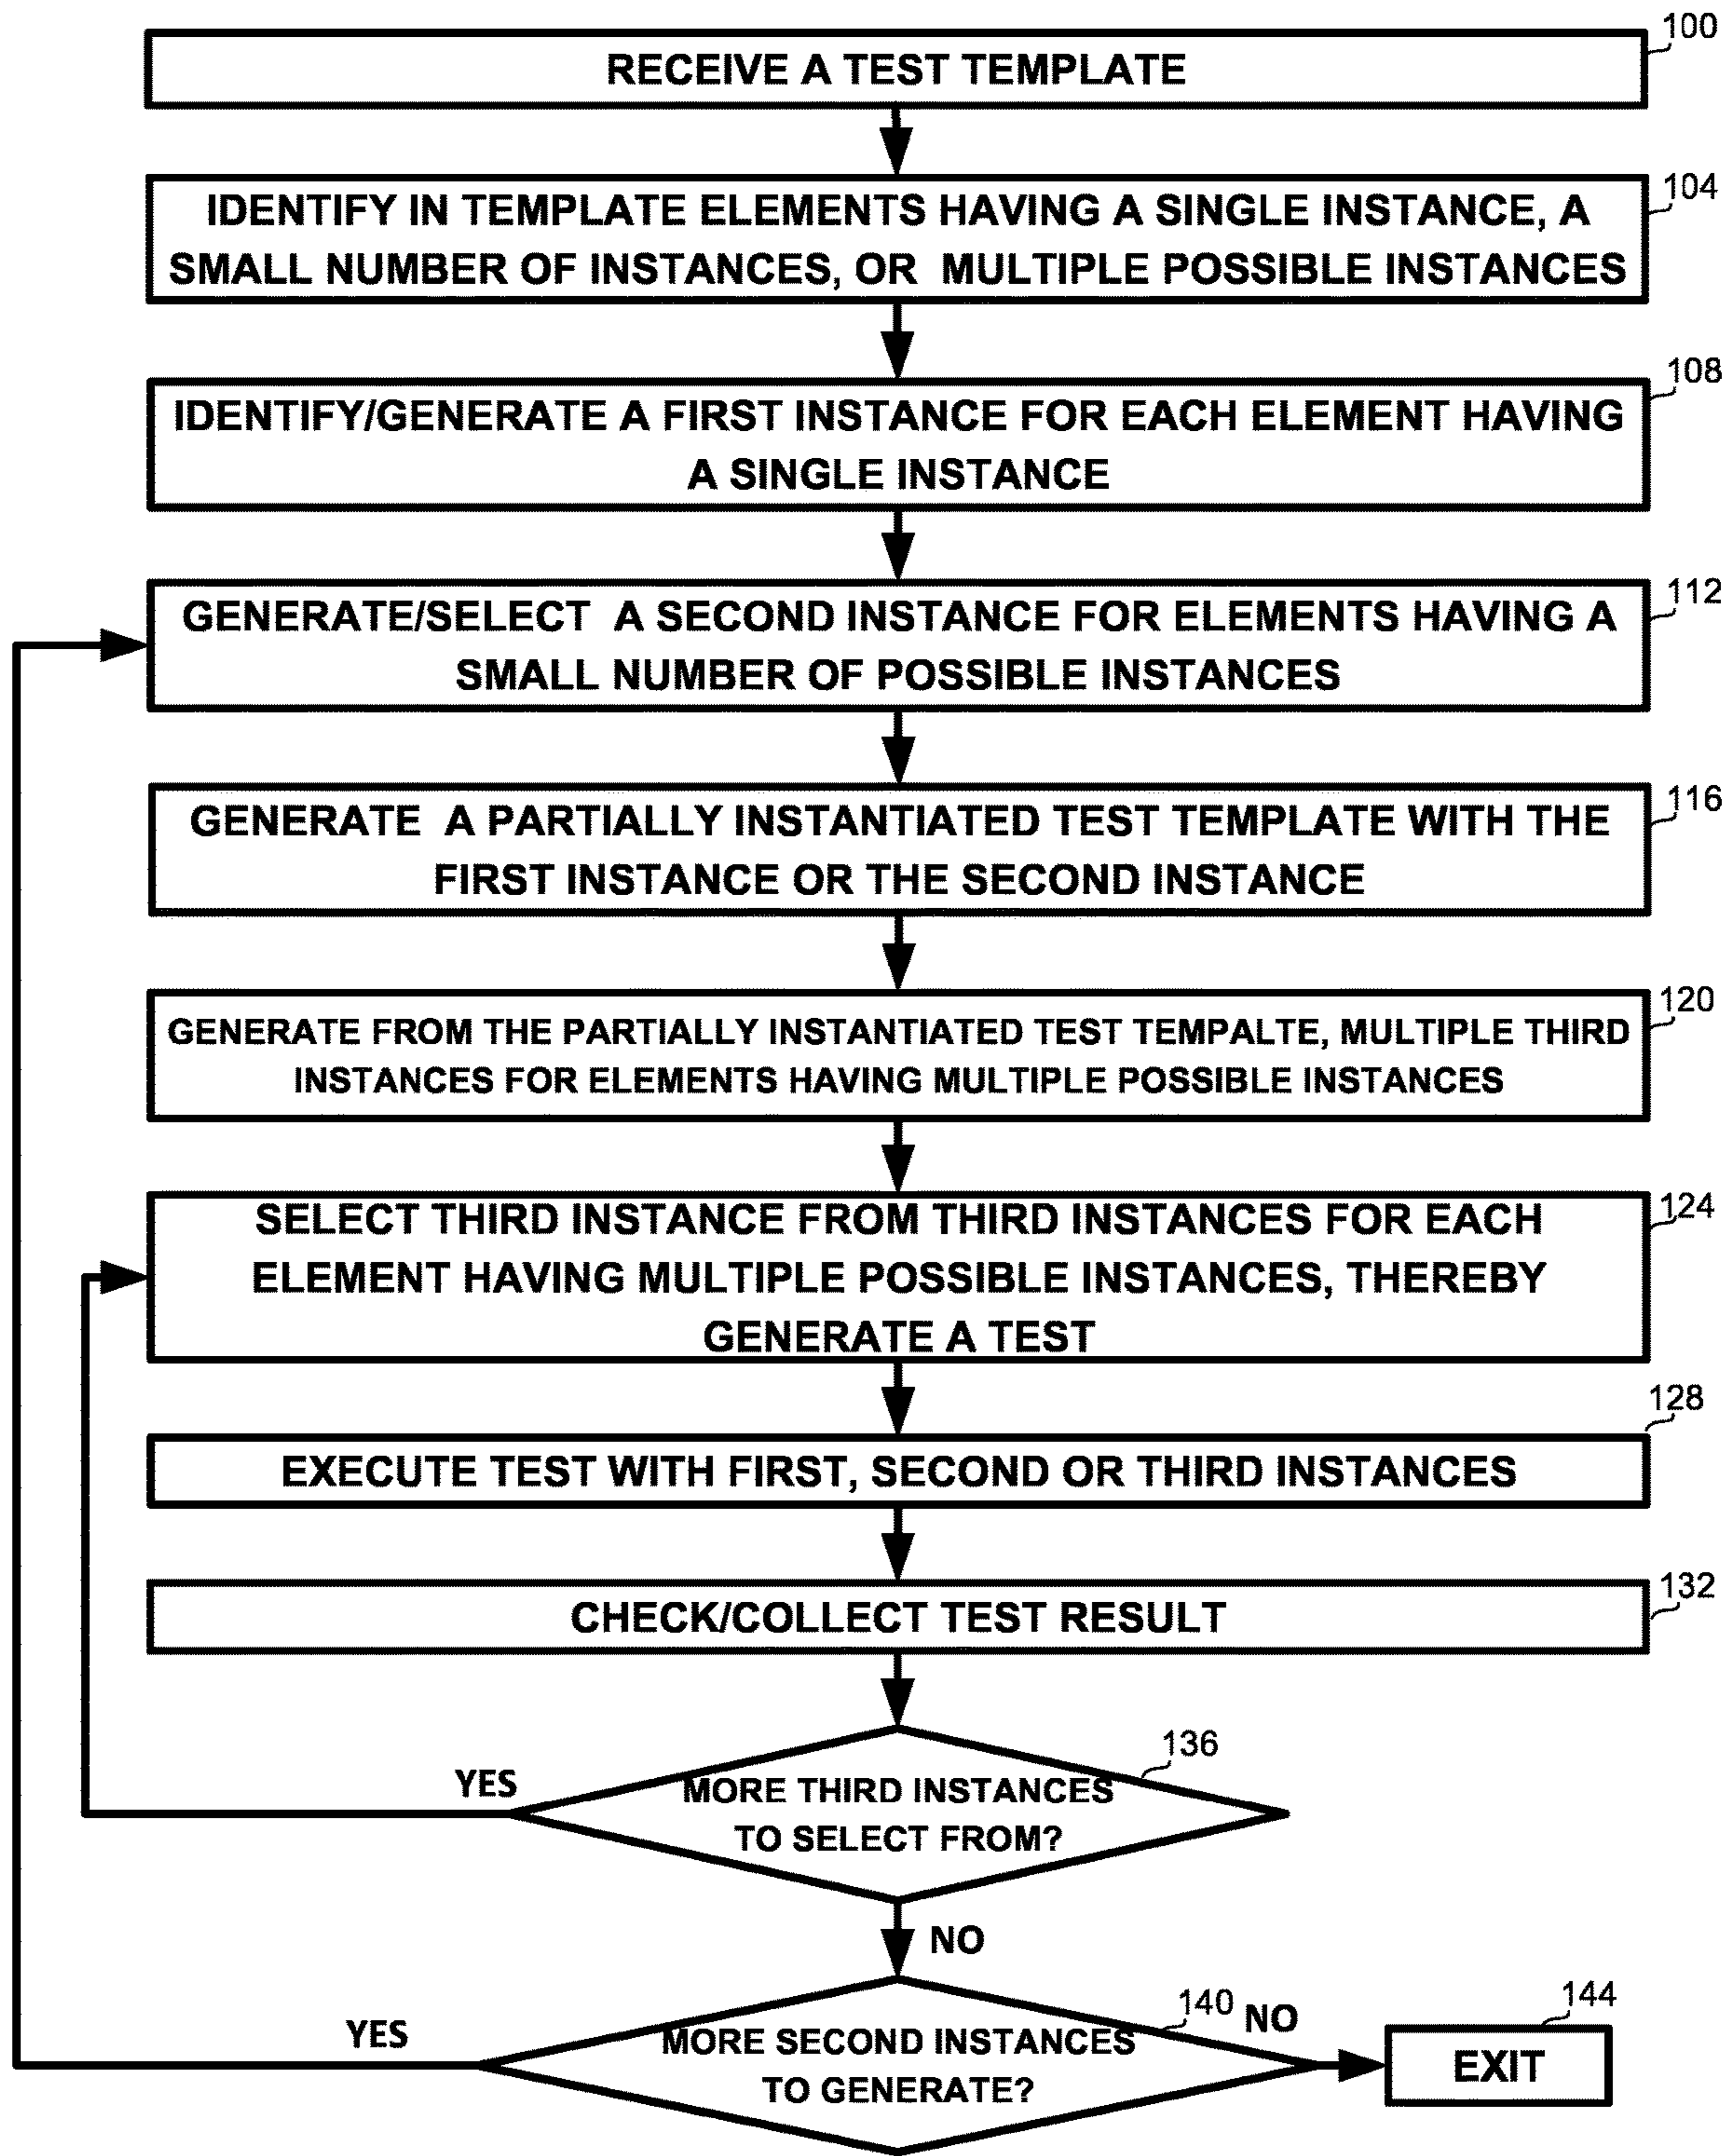 100
RECEIVE A TEST TEMPLATE
104
IDENTIFY IN TEMPLATE ELEMENTS HAVING A SINGLE INSTANCE, A
SMALL NUMBER OF INSTANCES, OR MULTIPLE POSSIBLE INSTANCES
108
IDENTIFY/GENERATE A FIRST INSTANCE FOR EACH ELEMENT HAVING
A SINGLE INSTANCE
112
GENERATE/SELECT A SECOND INSTANCE FOR ELEMENTS HAVING A
SMALL NUMBER OF POSSIBLE INSTANCES
116
GENERATE A PARTIALLY INSTANTIATED TEST TEMPLATE WITH THE
FIRST INSTANCE OR THE SECOND INSTANCE
120
GENERATE FROM THE PARTIALLY INSTANTIATED TEST TEMPALTE, MULTIPLE THIRD
INSTANCES FOR ELEMENTS HAVING MULTIPLE POSSIBLE INSTANCES
124
SELECT THIRD INSTANCE FROM THIRD INSTANCES FOR EACH
ELEMENT HAVING MULTIPLE POSSIBLE INSTANCES, THEREBY
GENERATE A TEST
128
EXECUTE TEST WITH FIRST, SECOND OR THIRD INSTANCES
132
CHECK/COLLECT TEST RESULT
136
YES
MORE THIRD INSTANCES
TO SELECT FROM?
NO
140
YES
MORE SECOND INSTANCES
TO GENERATE?
NO
144
EXIT